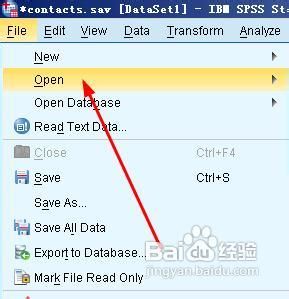 *contacts.sav [DataSet1] - IBM SPSS Sta
File Edit View Data Transform Analyze
New
Open
Open Database
Read Text Data...
Close Ctrl+F4
Save Ctrl+S
Save As...
Save All Data
Export to Database...
Mark File Read Only
Baidu 经验
jingyan.baidu.com